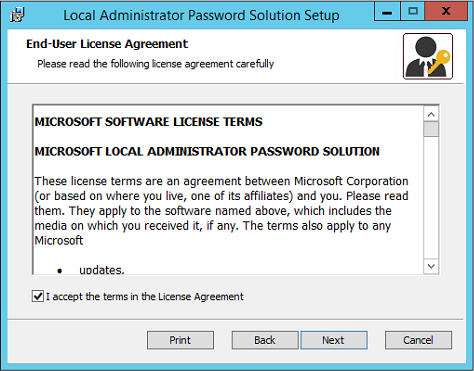 Local Administrator Password Solution Setup
End-User License Agreement
Please read the following license agreement carefully
MICROSOFT SOFTWARE LICENSE TERMS
MICROSOFT LOCAL ADMINISTRATOR PASSWORD SOLUTION
These license terms are an agreement between Microsoft Corporation
(or based on where you live, one of its affiliates) and you. Please read
them. They apply to the software named above, which includes the
media on which you received it, if any. The terms also apply to any
Microsoft
• updates,
I accept the terms in the License Agreement
Print Back Next Cancel